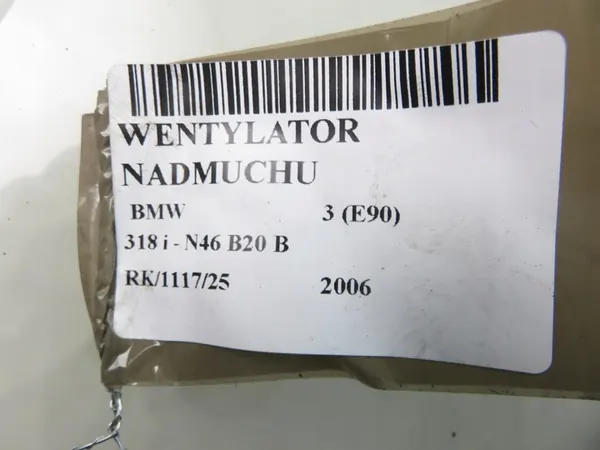 WENTYLATOR
NADMUCHU
BMW 3 (E90)
318 i - N46 B20 B
RK/1117/25 2006